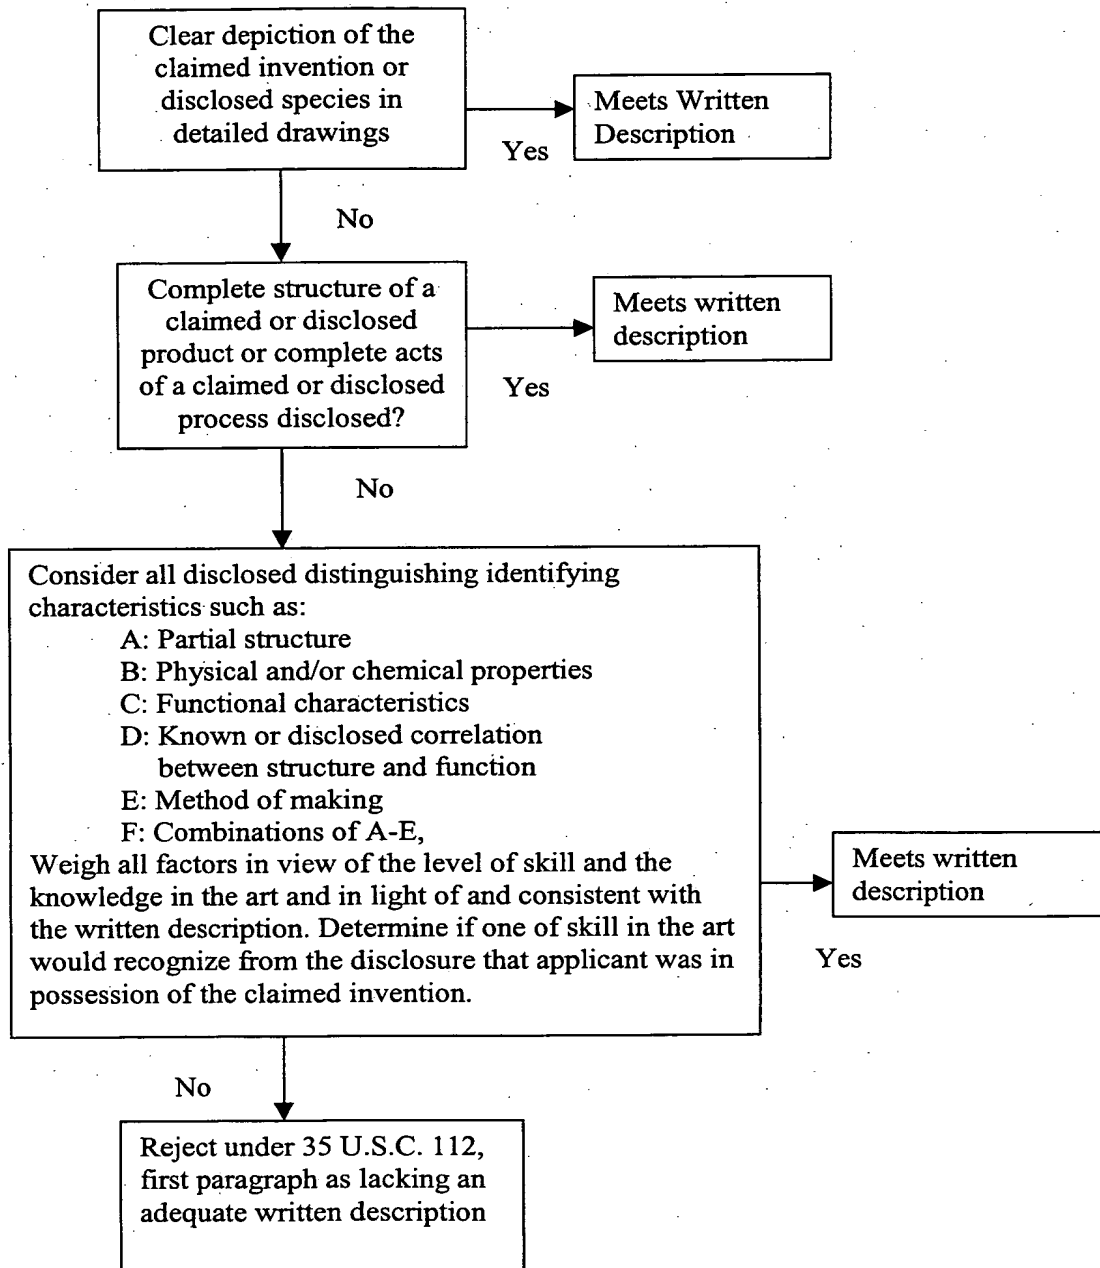 Clear depiction of the
claimed invention or
disclosed species in
detailed drawings
Meets Written
Description
Yes
No
Complete structure of a
claimed or disclosed
product or complete acts
of a claimed or disclosed
process disclosed?
Meets written
description
Yes
No
Consider all disclosed distinguishing identifying
characteristics such as:
A: Partial structure
B: Physical and/or chemical properties
C: Functional characteristics
D: Known or disclosed correlation
between structure and function
E: Method of making
F: Combinations of A-E,
Weigh all factors in view of the level of skill and the
knowledge in the art and in light of and consistent with
the written description. Determine if one of skill in the art
would recognize from the disclosure that applicant was in
possession of the claimed invention.
Meets written
description
Yes
No
Reject under 35 U.S.C. 112,
first paragraph as lacking an
adequate written description